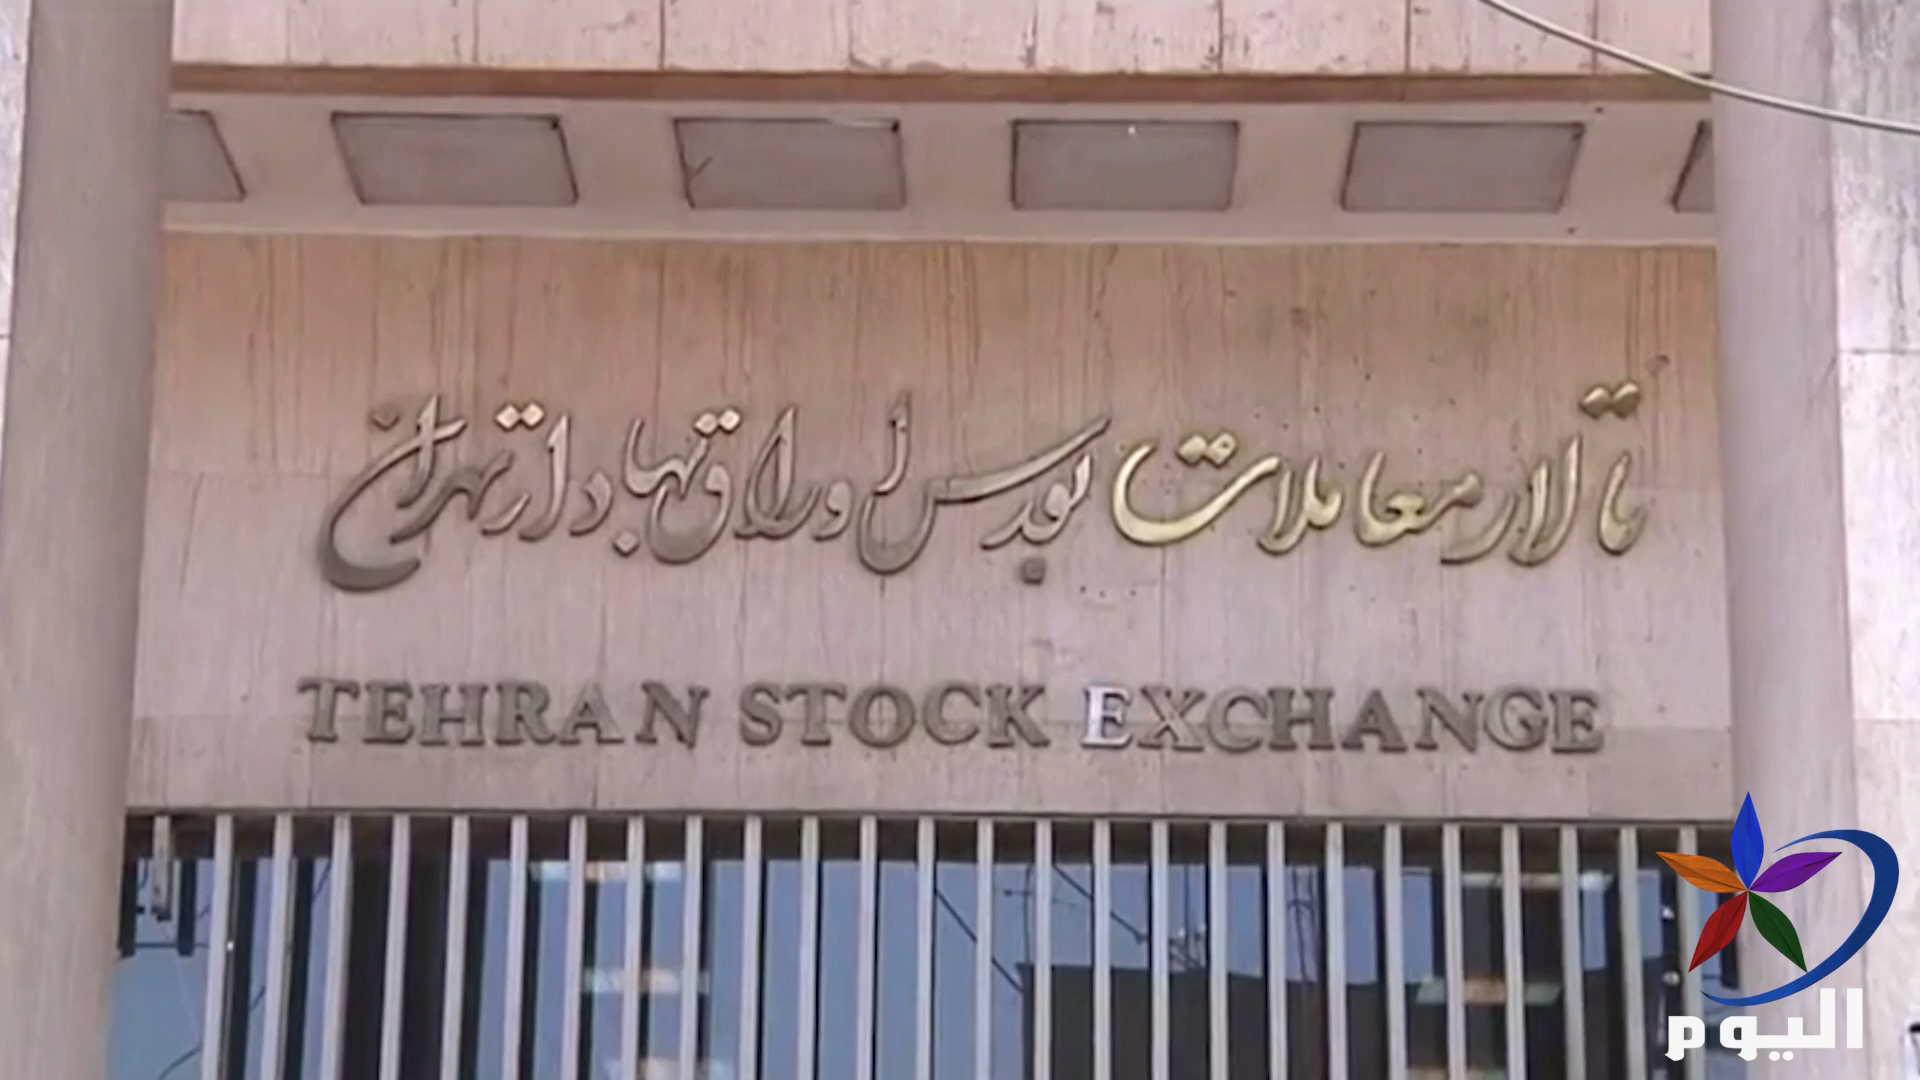 تالار معاملات بورس اوراق بهادار تهران
TEHRAN STOCK EXCHANGE
اليوم